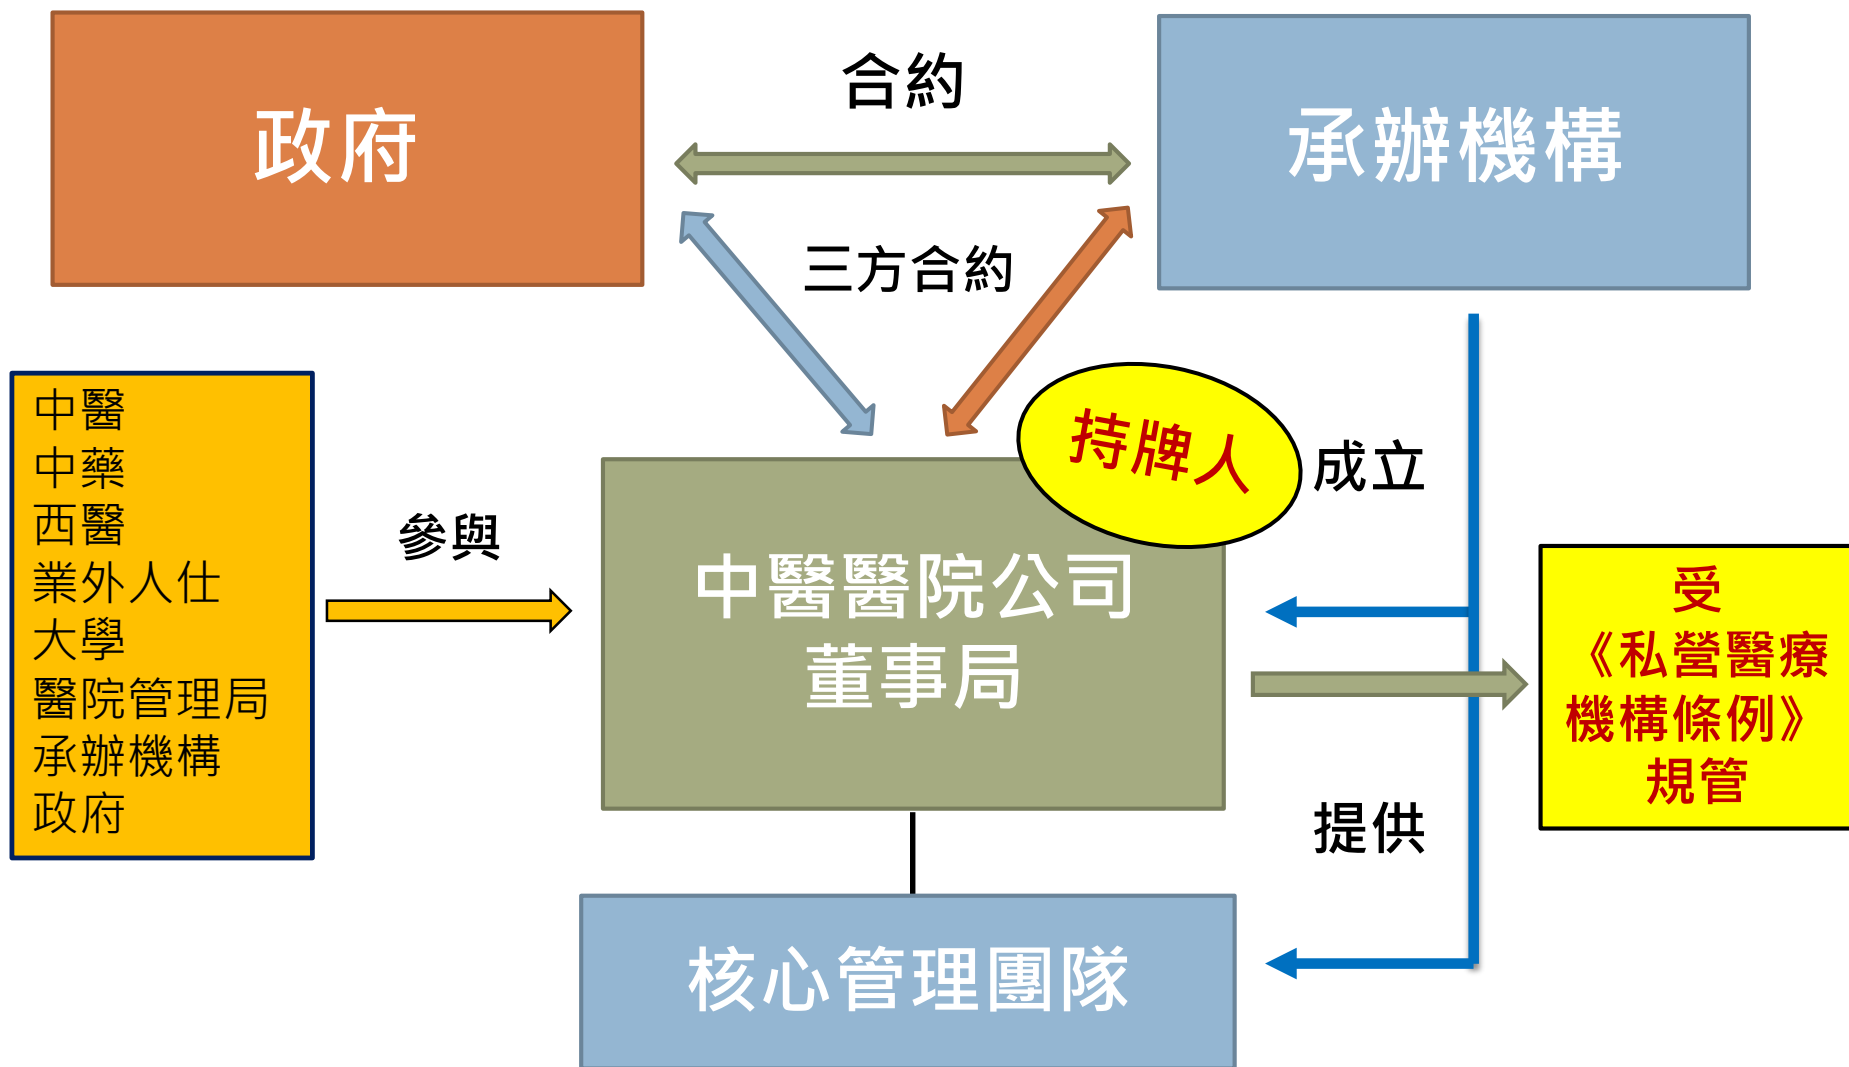 政府
合約
承辦機構
三方合約
持牌人
成立
中醫
中藥
西醫
業外人仕
大學
醫院管理局
承辦機構
政府
參與
中醫醫院公司
董事局
受
《私營醫療
機構條例》
規管
提供
核心管理團隊